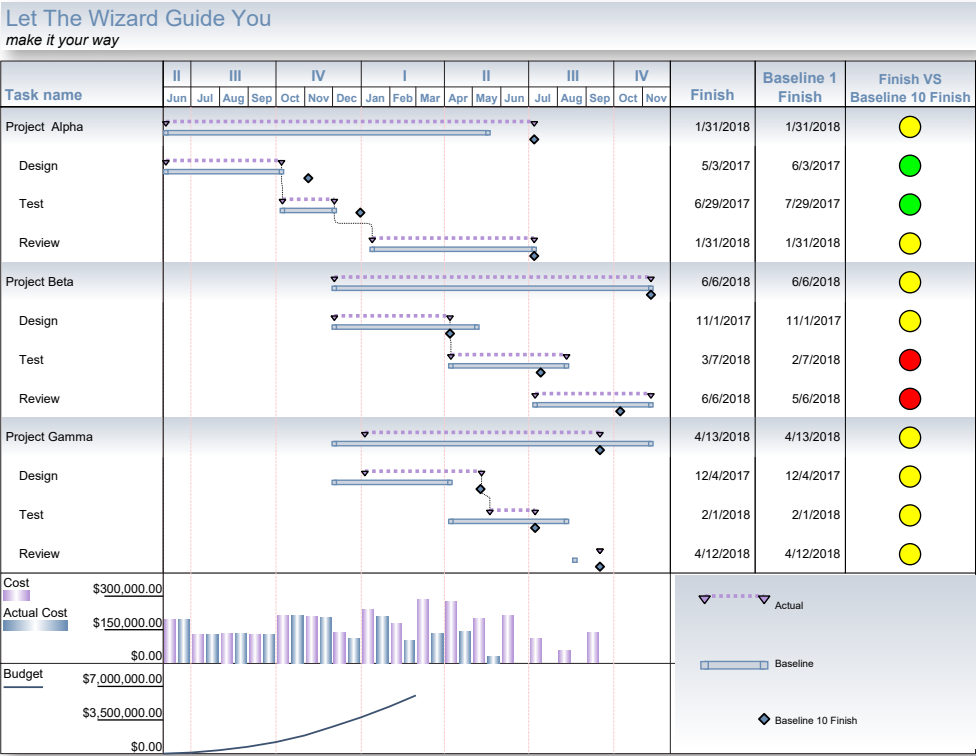 Let The Wizard Guide You
make it your way
Task name II III IV I II III IV Finish Baseline 1 Finish Finish VS Baseline 10 Finish
Jun Jul Aug Sep Oct Nov Dec Jan Feb Mar Apr May Jun Jul Aug Sep Oct Nov
Project Alpha 1/31/2018 1/31/2018
Design 5/3/2017 6/3/2017
Test 6/29/2017 7/29/2017
Review 1/31/2018 1/31/2018
Project Beta 6/6/2018 6/6/2018
Design 11/1/2017 11/1/2017
Test 3/7/2018 2/7/2018
Review 6/6/2018 5/6/2018
Project Gamma 4/13/2018 4/13/2018
Design 12/4/2017 12/4/2017
Test 2/1/2018 2/1/2018
Review 4/12/2018 4/12/2018
Cost
Actual Cost
$300,000.00
$150,000.00
$0.00
Budget
$7,000,000.00
$3,500,000.00
$0.00
Actual
Baseline
Baseline 10 Finish